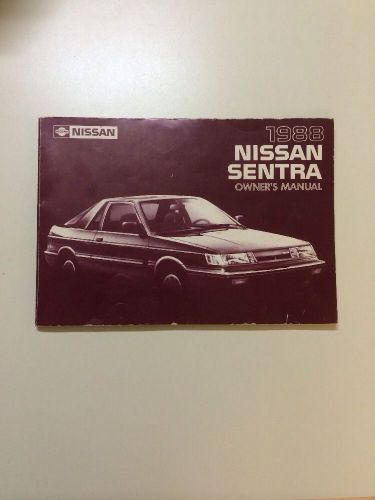 NISSAN
1988
NISSAN
SENTRA
OWNER'S MANUAL